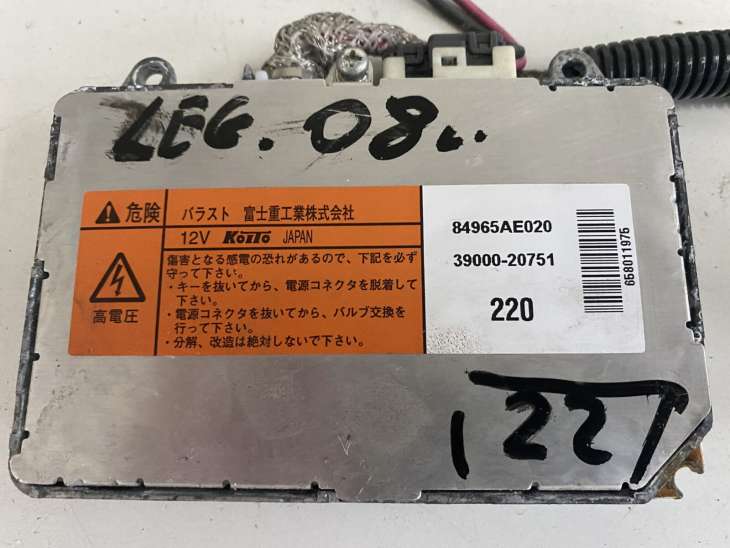 LEG. 08 L.
危険
バラスト 富士重工業株式会社
12V KOITO JAPAN
高電圧
傷害となる感電の恐れがあるので、下記を必ず
守って下さい。
・キーを抜いてから、電源コネクタを脱着して
下さい。
・電源コネクタを抜いてから、バルブ交換を
行って下さい。
・分解、改造は絶対しないで下さい。
84965AE020
39000-20751
220
658011975
1227